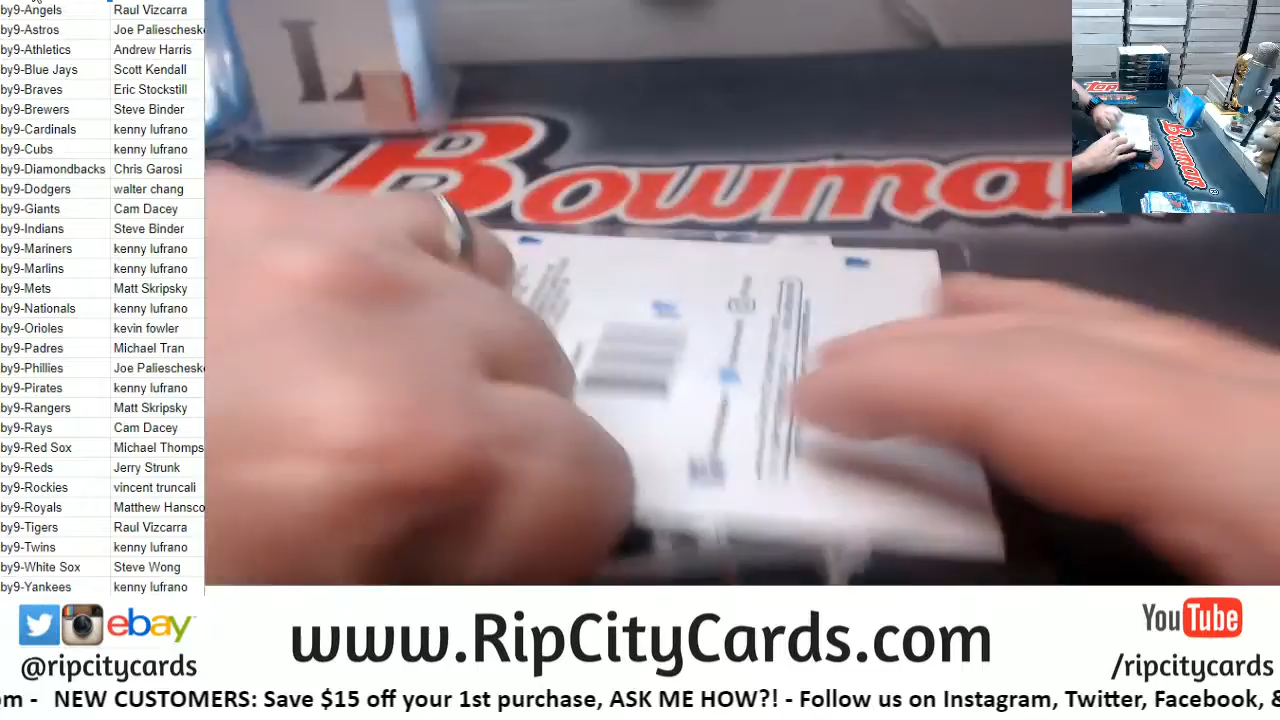 by9-Angels Raul Vizcarra
by9-Astros Joe Palieschesk
by9-Athletics Andrew Harris
by9-Blue Jays Scott Kendall
by9-Braves Eric Stockstill
by9-Brewers Steve Binder
by9-Cardinals kenny lufrano
by9-Cubs kenny lufrano
by9-Diamondbacks Chris Garosi
by9-Dodgers walter chang
by9-Giants Cam Dacey
by9-Indians Steve Binder
by9-Mariners kenny lufrano
by9-Marlins kenny lufrano
by9-Mets Matt Skripsky
by9-Nationals kenny lufrano
by9-Orioles kevin fowler
by9-Padres Michael Tran
by9-Phillies Joe Palieschesk
by9-Pirates kenny lufrano
by9-Rangers Matt Skripsky
by9-Rays Cam Dacey
by9-Red Sox Michael Thomps
by9-Reds Jerry Strunk
by9-Rockies vincent truncali
by9-Royals Matthew Hansco
by9-Tigers Raul Vizcarra
by9-Twins kenny lufrano
by9-White Sox Steve Wong
by9-Yankees kenny lufrano
Bowma
TOPP
BOWMAN
ebay
@ripcitycards
www.RipCityCards.com
YouTube
/ripcitycards
om - NEW CUSTOMERS: Save $15 off your 1st purchase, ASK ME HOW?! - Follow us on Instagram, Twitter, Facebook, &